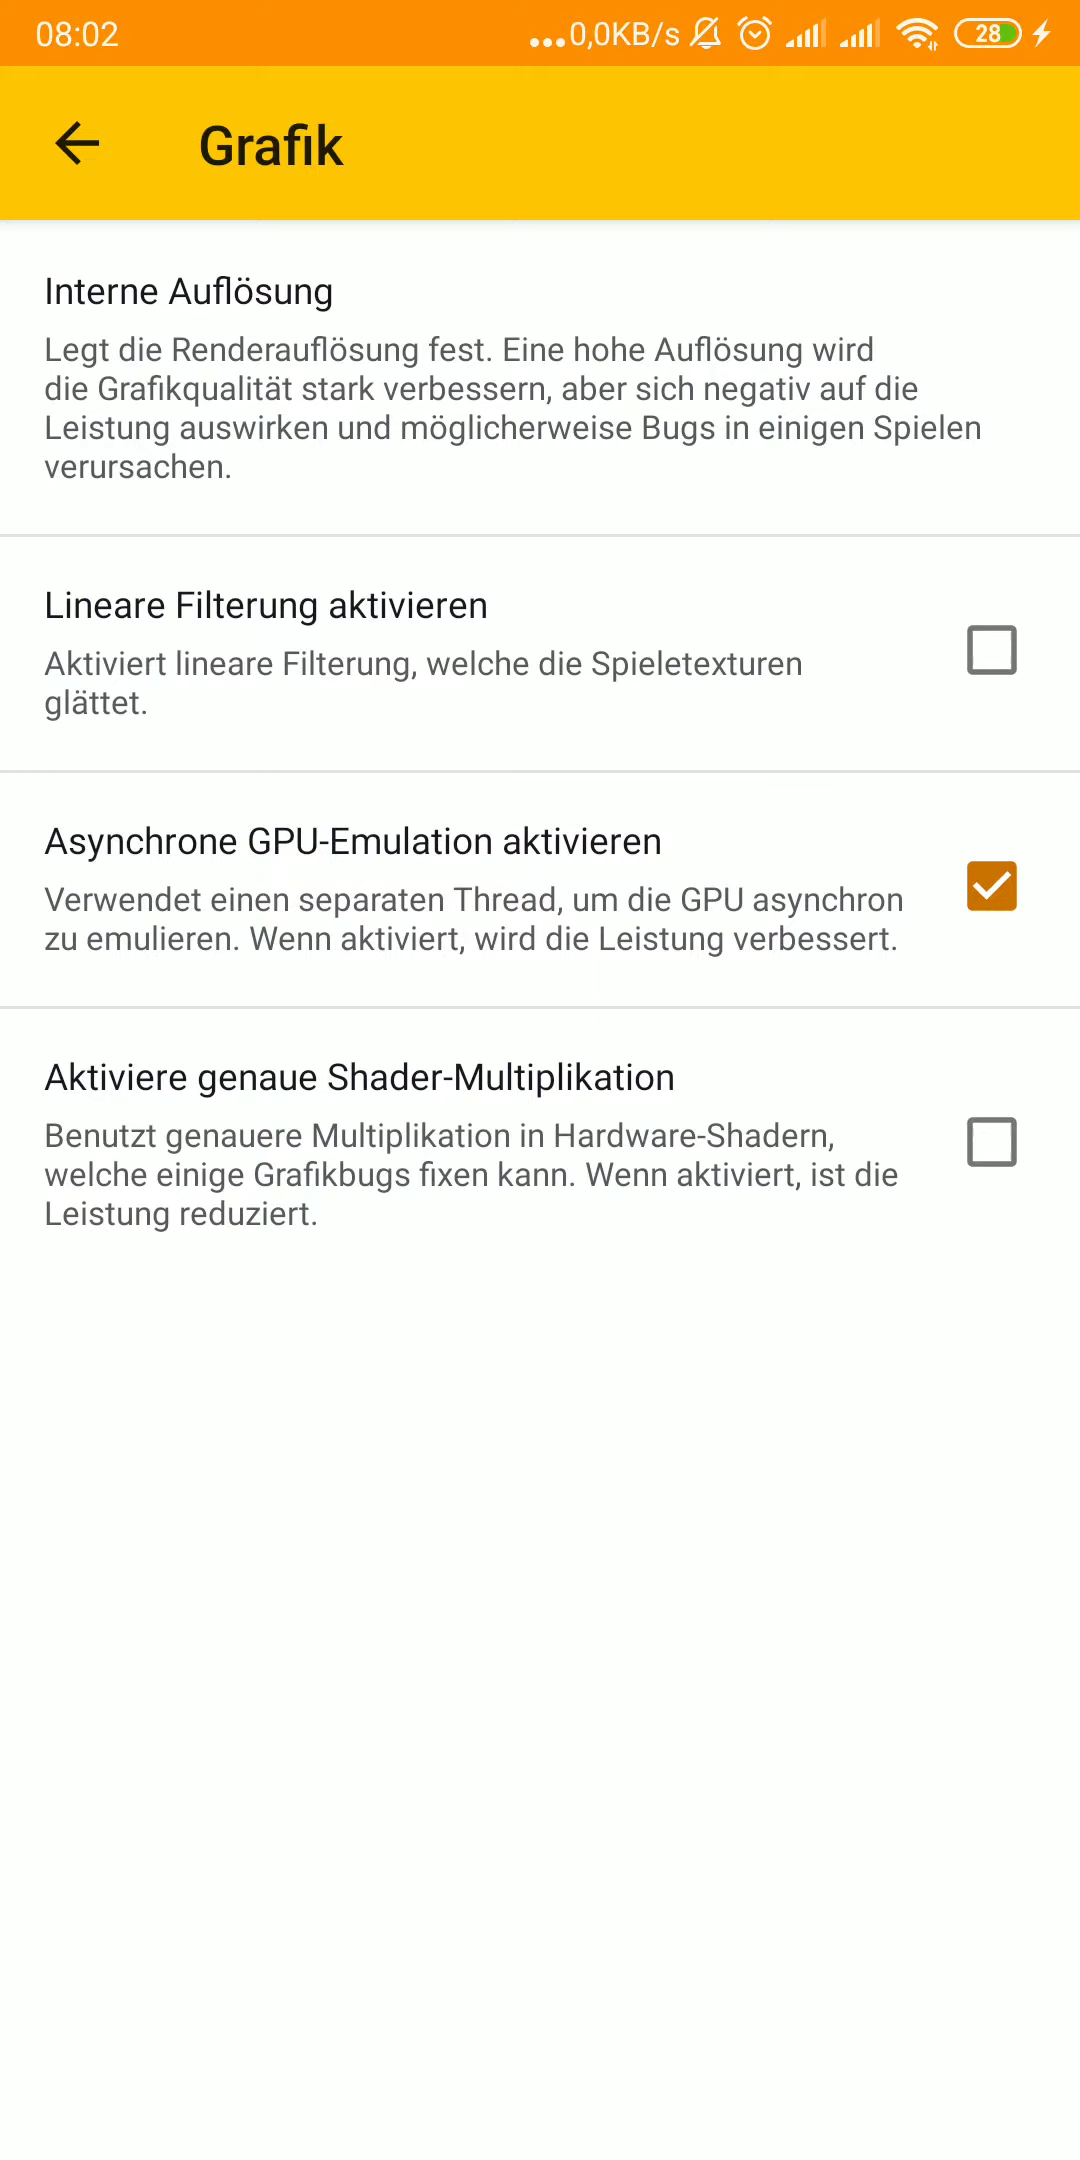 08:02
...0,0KB/s
28
Grafik
Interne Auflösung
Legt die Renderauflösung fest. Eine hohe Auflösung wird
die Grafikqualität stark verbessern, aber sich negativ auf die
Leistung auswirken und möglicherweise Bugs in einigen Spielen
verursachen.
Lineare Filterung aktivieren
Aktiviert lineare Filterung, welche die Spieletexturen
glättet.
Asynchrone GPU-Emulation aktivieren
Verwendet einen separaten Thread, um die GPU asynchron
zu emulieren. Wenn aktiviert, wird die Leistung verbessert.
Aktiviere genaue Shader-Multiplikation
Benutzt genauere Multiplikation in Hardware-Shadern,
welche einige Grafikbugs fixen kann. Wenn aktiviert, ist die
Leistung reduziert.